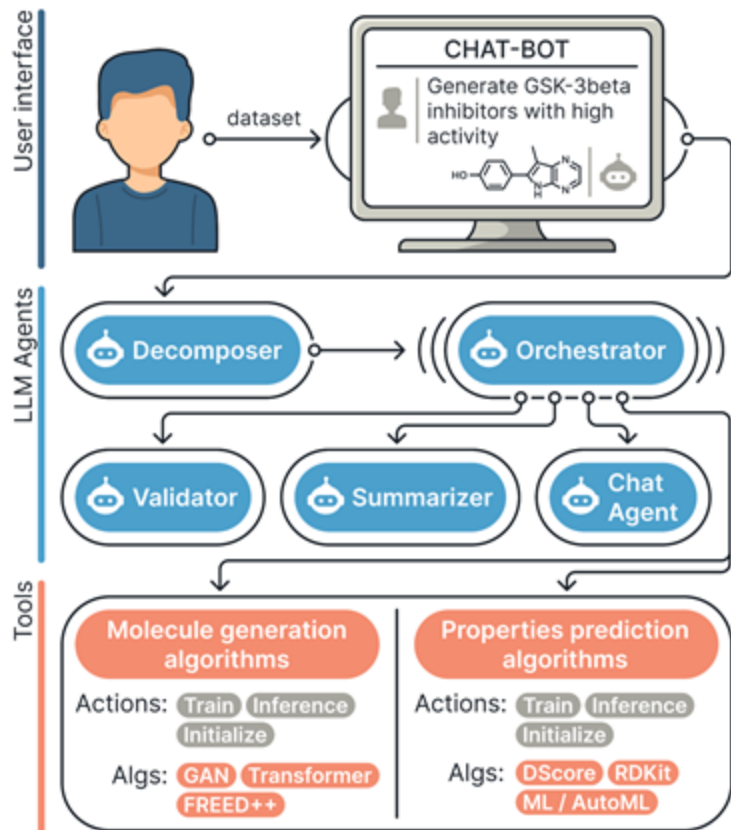 User interface
dataset
CHAT-BOT
Generate GSK-3beta
inhibitors with high
activity
HO
N
N
N
H
LLM Agents
Decomposer
Orchestrator
Validator
Summarizer
Chat
Agent
Tools
Molecule generation
algorithms
Actions: Train Inference
Initialize
Algs: GAN Transformer
FREED++
Properties prediction
algorithms
Actions: Train Inference
Initialize
Algs: DScore RDKit
ML / AutoML